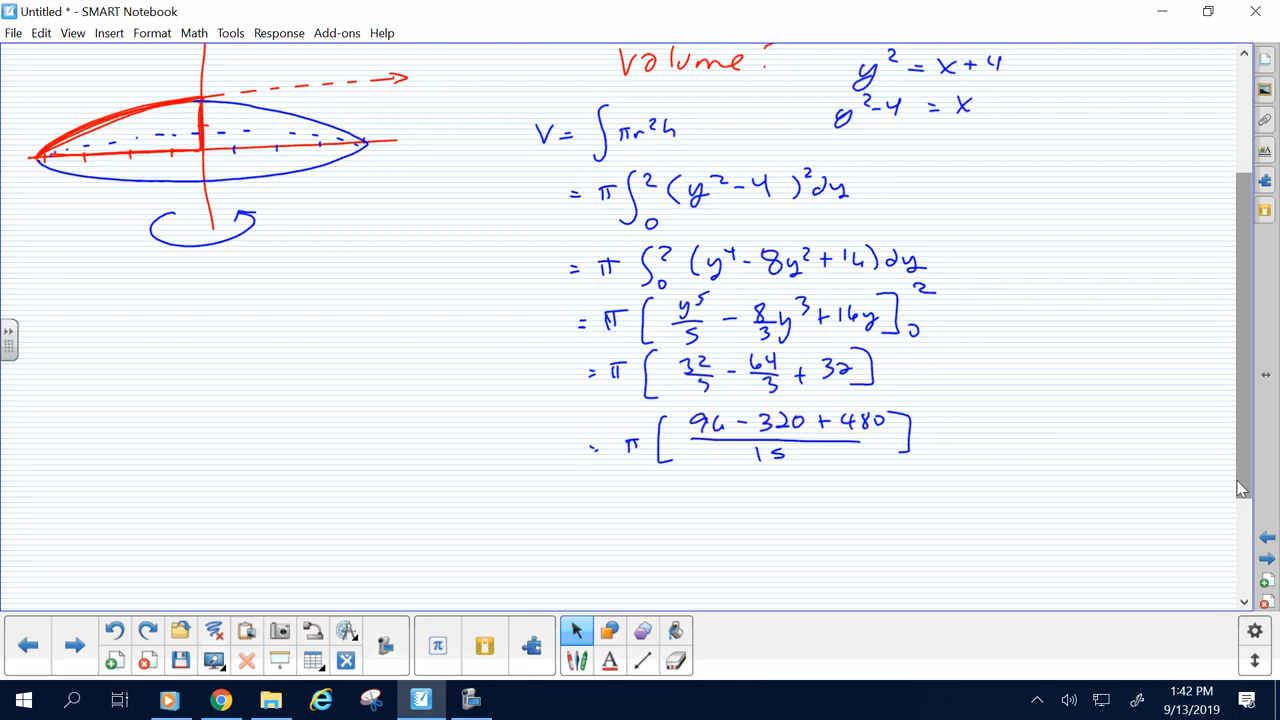 Untitled * - SMART Notebook
File Edit View Insert Format Math Tools Response Add-ons Help
Volume?
y² = x + 4
y² - 4 = x
V = ∫ πr²h
= π ∫₀² (y² - 4)² dy
= π ∫₀² (y⁴ - 8y² + 16) dy
= π [ y⁵/5 - 8/3 y³ + 16y ]₀²
= π [ 32/5 - 64/3 + 32 ]
= π [ (96 - 320 + 480)/15 ]
π
A
1:42 PM
9/13/2019